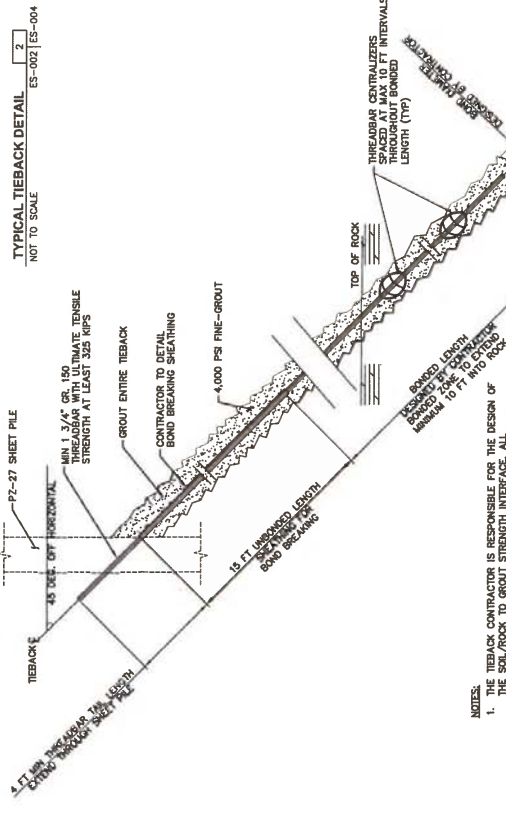 TYPICAL TIEBACK DETAIL
2
NOT TO SCALE
ES-002
ES-004
PZ-27 SHEET PILE
MIN 1 3/4" GR. 150
THREADBAR WITH ULTIMATE TENSILE
STRENGTH AT LEAST 325 KIPS
GROUT ENTIRE TIEBACK
CONTRACTOR TO DETAIL
BOND BREAKING SHEATHING
4,000 PSI FINE-GROUT
45 DEG. OFF HORIZONTAL
TIEBACK ℄
4 FT MIN THREADBAR TAIL LENGTH
EXTEND THROUGH SHEET PILE
15 FT UNBONDED LENGTH
SHEATHING FOR
BOND BREAKING
TOP OF ROCK
THREADBAR CENTRALIZERS
SPACED AT MAX 10 FT INTERVALS
THROUGHOUT BONDED
LENGTH (TYP)
BONDED LENGTH
DESIGNED BY CONTRACTOR
BONDED ZONE TO EXTEND
MINIMUM 10 FT INTO ROCK
BOND DIAMETER
DESIGNED BY CONTRACTOR
NOTES:
1. THE TIEBACK CONTRACTOR IS RESPONSIBLE FOR THE DESIGN OF
THE SOIL/ROCK TO GROUT STRENGTH INTERFACE. ALL